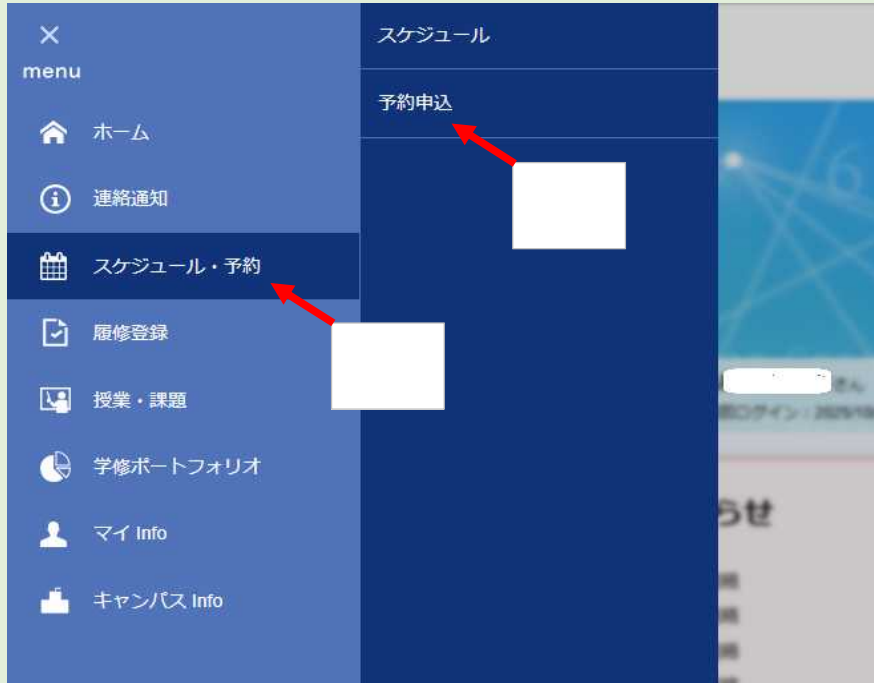 menu
ホーム
連絡通知
スケジュール・予約
履修登録
授業・課題
学修ポートフォリオ
マイ Info
キャンパス Info
スケジュール
予約申込
さん
らせ